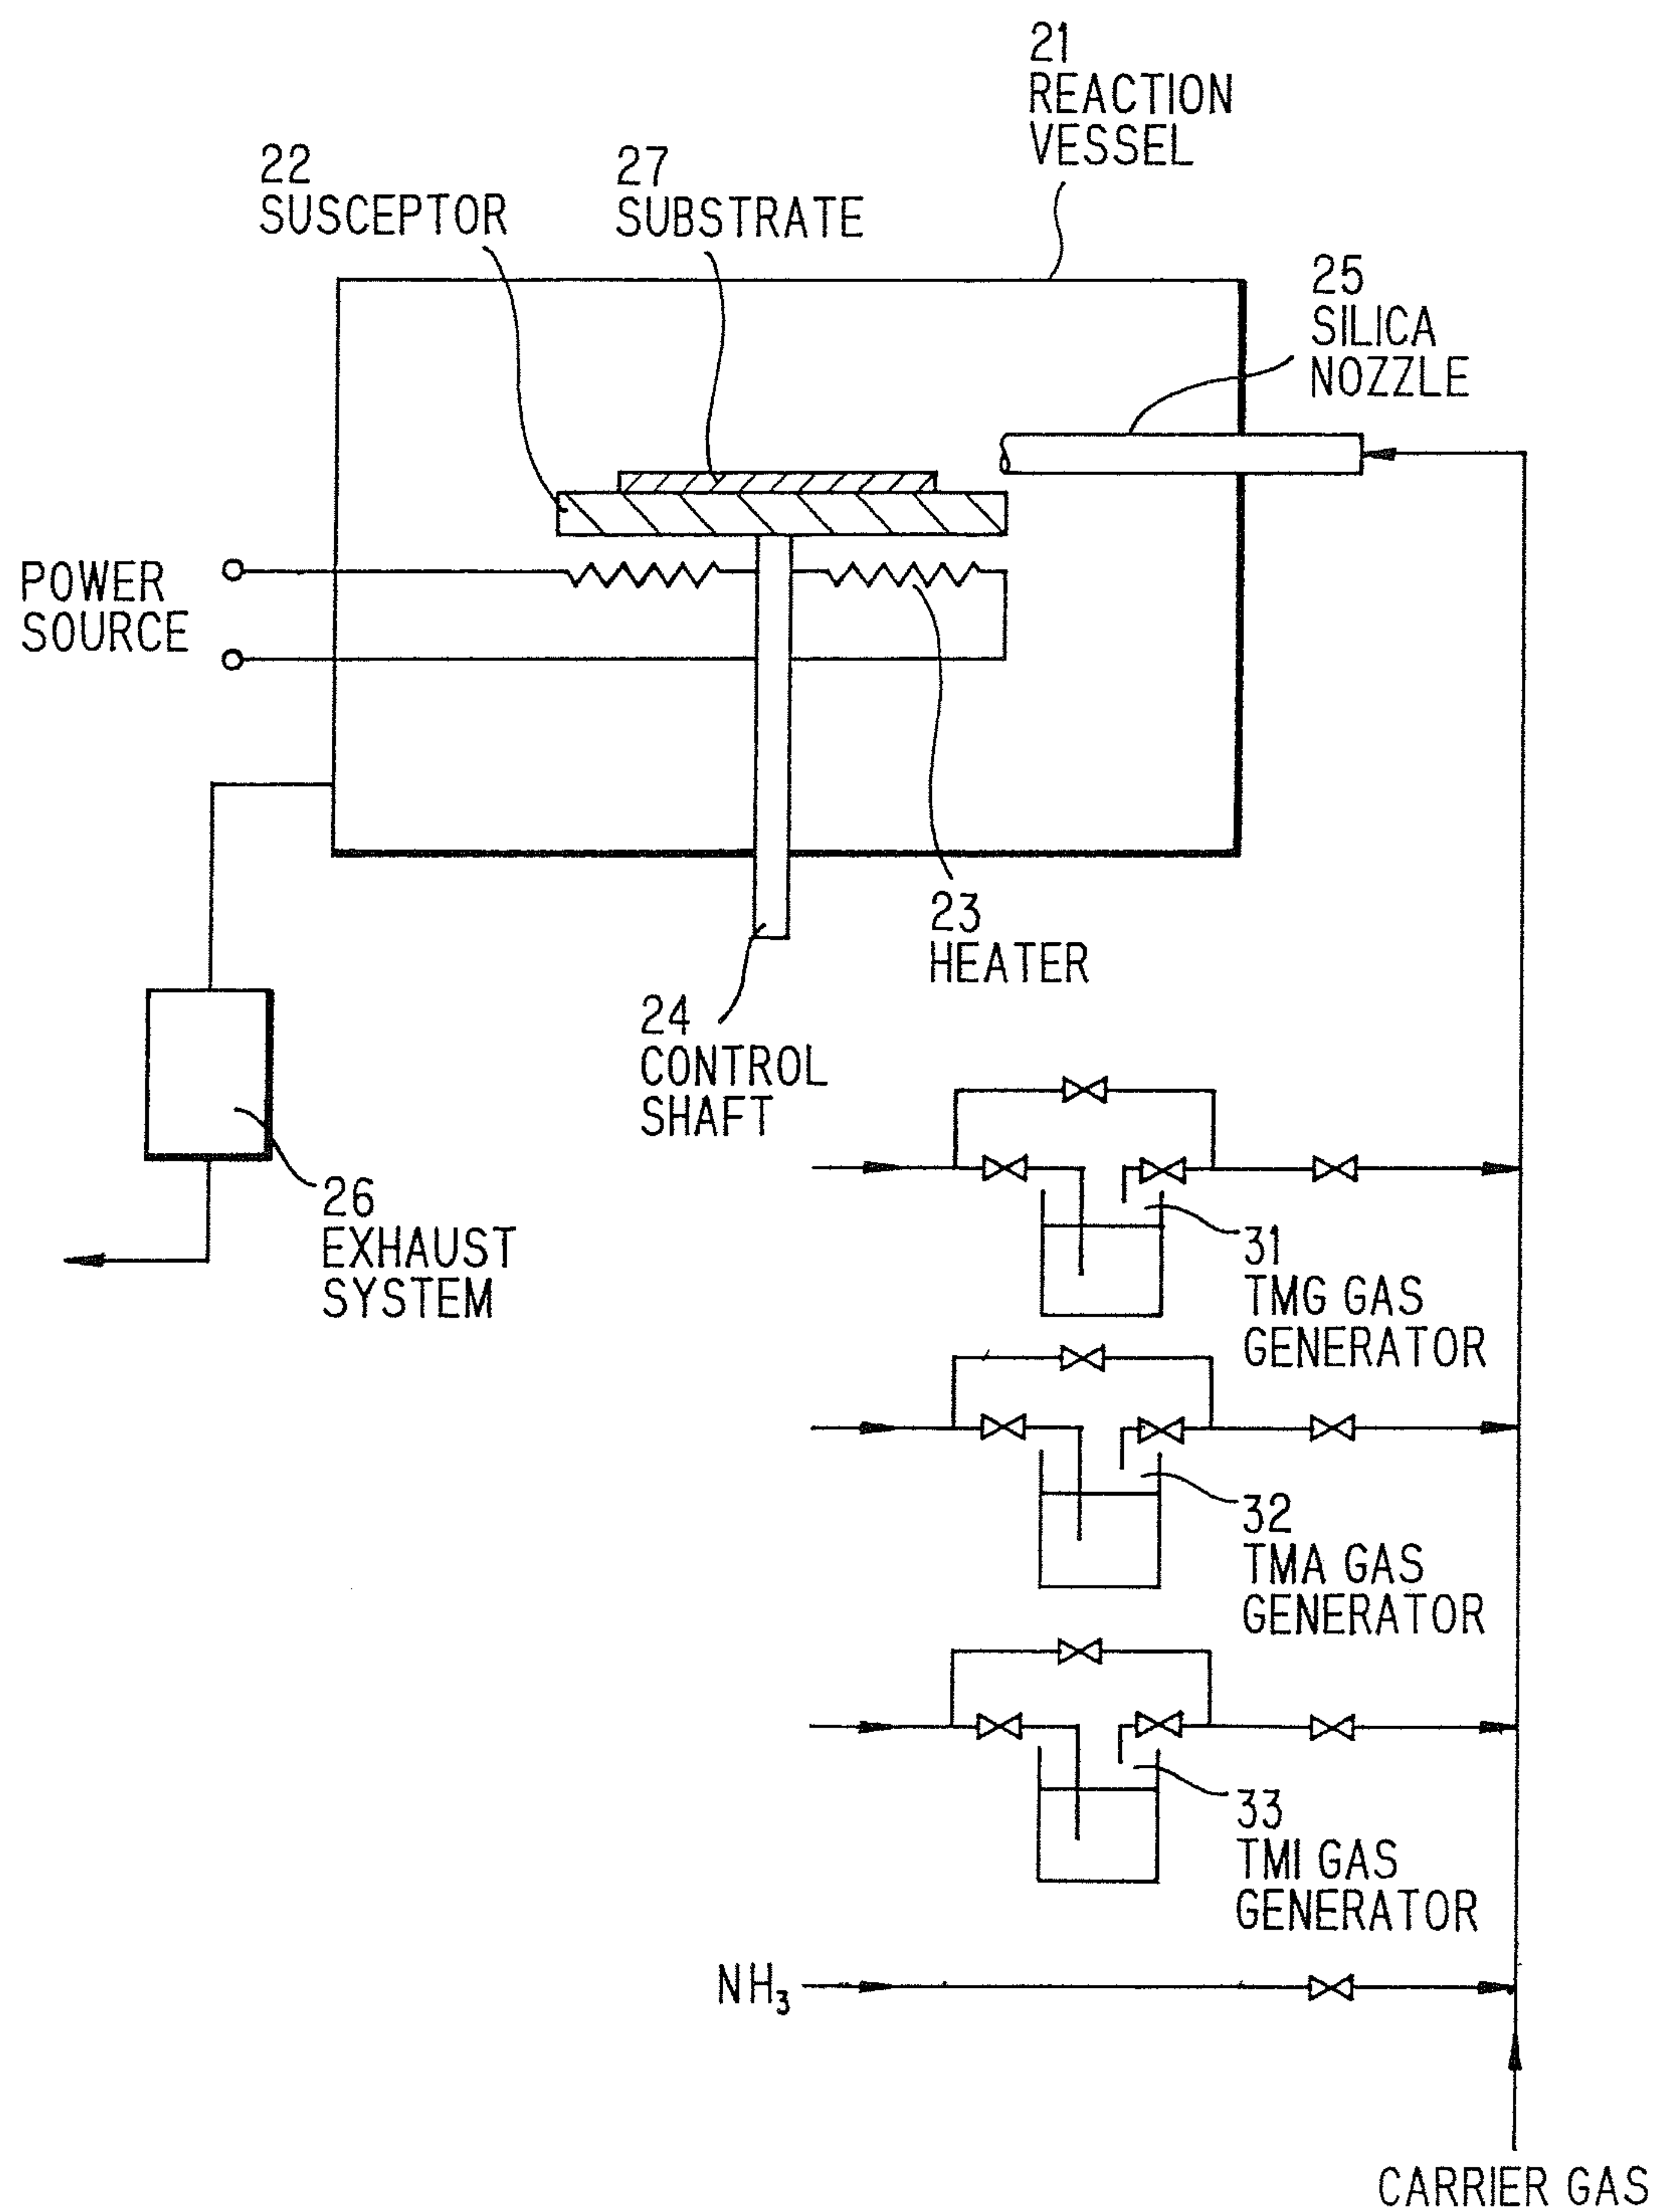 21
REACTION
VESSEL
22
SUSCEPTOR
27
SUBSTRATE
25
SILICA
NOZZLE
POWER
SOURCE
23
HEATER
24
CONTROL
SHAFT
26
EXHAUST
SYSTEM
31
TMG GAS
GENERATOR
32
TMA GAS
GENERATOR
33
TMI GAS
GENERATOR
NH₃
CARRIER GAS